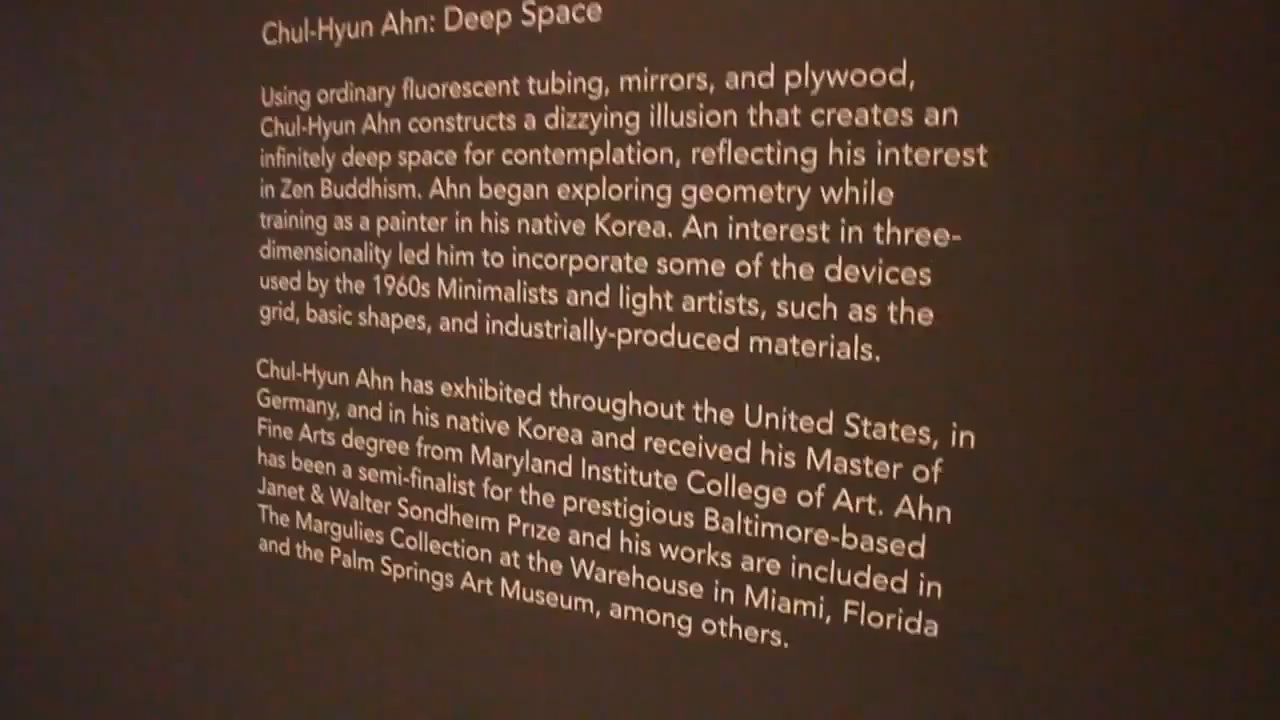 Chul-Hyun Ahn: Deep Space
Using ordinary fluorescent tubing, mirrors, and plywood,
Chul-Hyun Ahn constructs a dizzying illusion that creates an
infinitely deep space for contemplation, reflecting his interest
in Zen Buddhism. Ahn began exploring geometry while
training as a painter in his native Korea. An interest in three-
dimensionality led him to incorporate some of the devices
used by the 1960s Minimalists and light artists, such as the
grid, basic shapes, and industrially-produced materials.
Chul-Hyun Ahn has exhibited throughout the United States, in
Germany, and in his native Korea and received his Master of
Fine Arts degree from Maryland Institute College of Art. Ahn
has been a semi-finalist for the prestigious Baltimore-based
Janet & Walter Sondheim Prize and his works are included in
The Margulies Collection at the Warehouse in Miami, Florida
and the Palm Springs Art Museum, among others.